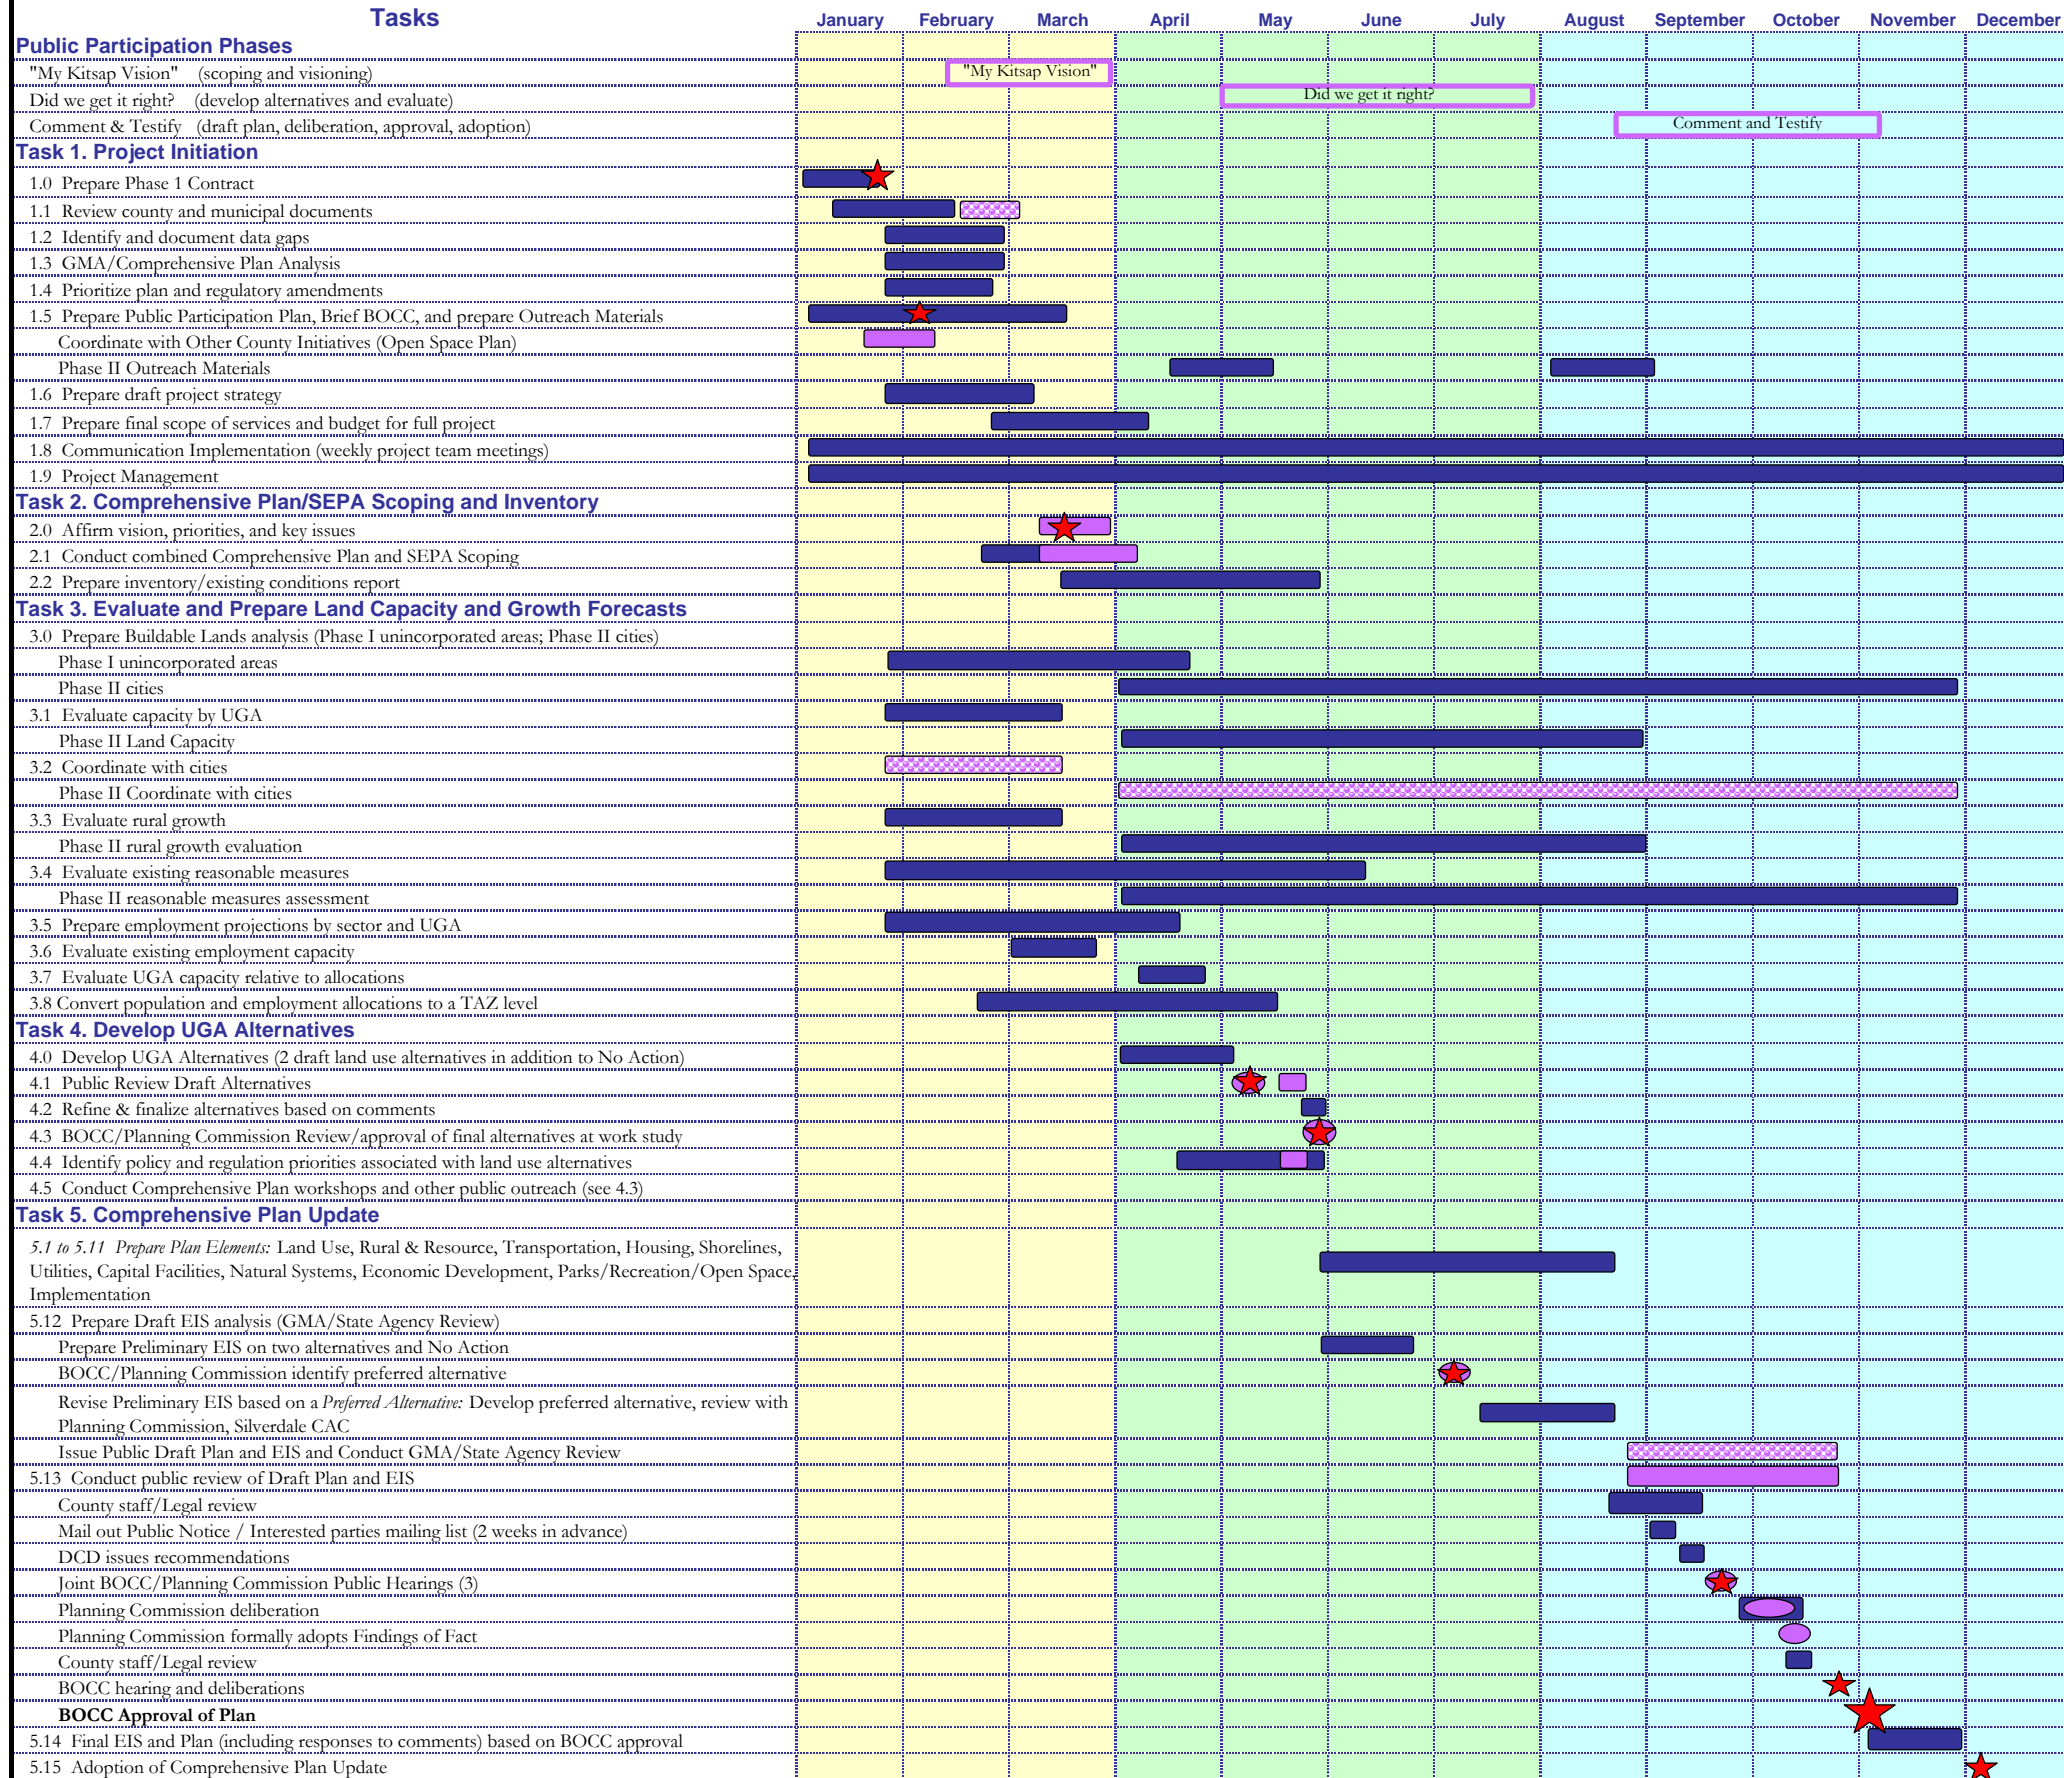 Tasks January February March April May June July August September October November December
Public Participation Phases
"My Kitsap Vision" (scoping and visioning) "My Kitsap Vision"
Did we get it right? (develop alternatives and evaluate) Did we get it right?
Comment & Testify (draft plan, deliberation, approval, adoption) Comment and Testify
Task 1. Project Initiation
1.0 Prepare Phase 1 Contract
1.1 Review county and municipal documents
1.2 Identify and document data gaps
1.3 GMA/Comprehensive Plan Analysis
1.4 Prioritize plan and regulatory amendments
1.5 Prepare Public Participation Plan, Brief BOCC, and prepare Outreach Materials
Coordinate with Other County Initiatives (Open Space Plan)
Phase II Outreach Materials
1.6 Prepare draft project strategy
1.7 Prepare final scope of services and budget for full project
1.8 Communication Implementation (weekly project team meetings)
1.9 Project Management
Task 2. Comprehensive Plan/SEPA Scoping and Inventory
2.0 Affirm vision, priorities, and key issues
2.1 Conduct combined Comprehensive Plan and SEPA Scoping
2.2 Prepare inventory/existing conditions report
Task 3. Evaluate and Prepare Land Capacity and Growth Forecasts
3.0 Prepare Buildable Lands analysis (Phase I unincorporated areas; Phase II cities)
Phase I unincorporated areas
Phase II cities
3.1 Evaluate capacity by UGA
Phase II Land Capacity
3.2 Coordinate with cities
Phase II Coordinate with cities
3.3 Evaluate rural growth
Phase II rural growth evaluation
3.4 Evaluate existing reasonable measures
Phase II reasonable measures assessment
3.5 Prepare employment projections by sector and UGA
3.6 Evaluate existing employment capacity
3.7 Evaluate UGA capacity relative to allocations
3.8 Convert population and employment allocations to a TAZ level
Task 4. Develop UGA Alternatives
4.0 Develop UGA Alternatives (2 draft land use alternatives in addition to No Action)
4.1 Public Review Draft Alternatives
4.2 Refine & finalize alternatives based on comments
4.3 BOCC/Planning Commission Review/approval of final alternatives at work study
4.4 Identify policy and regulation priorities associated with land use alternatives
4.5 Conduct Comprehensive Plan workshops and other public outreach (see 4.3)
Task 5. Comprehensive Plan Update
5.1 to 5.11 Prepare Plan Elements: Land Use, Rural & Resource, Transportation, Housing, Shorelines,
Utilities, Capital Facilities, Natural Systems, Economic Development, Parks/Recreation/Open Space,
Implementation
5.12 Prepare Draft EIS analysis (GMA/State Agency Review)
Prepare Preliminary EIS on two alternatives and No Action
BOCC/Planning Commission identify preferred alternative
Revise Preliminary EIS based on a Preferred Alternative: Develop preferred alternative, review with
Planning Commission, Silverdale CAC
Issue Public Draft Plan and EIS and Conduct GMA/State Agency Review
5.13 Conduct public review of Draft Plan and EIS
County staff/Legal review
Mail out Public Notice / Interested parties mailing list (2 weeks in advance)
DCD issues recommendations
Joint BOCC/Planning Commission Public Hearings (3)
Planning Commission deliberation
Planning Commission formally adopts Findings of Fact
County staff/Legal review
BOCC hearing and deliberations
BOCC Approval of Plan
5.14 Final EIS and Plan (including responses to comments) based on BOCC approval
5.15 Adoption of Comprehensive Plan Update